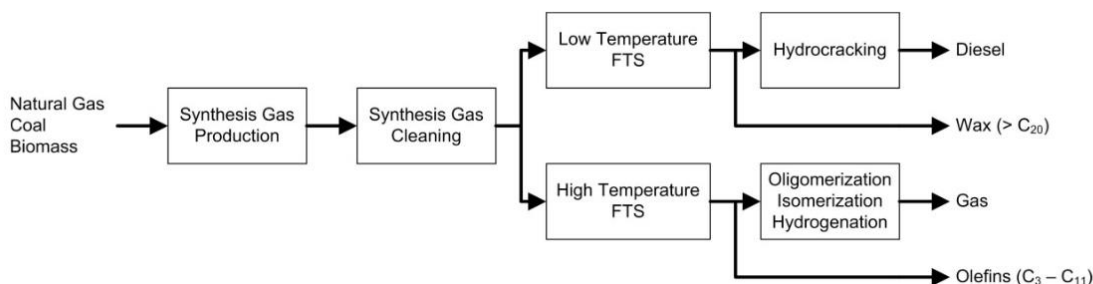 Natural Gas
Coal
Biomass
Synthesis Gas
Production
Synthesis Gas
Cleaning
Low Temperature
FTS
Hydrocracking
Diesel
Wax (> C₂₀)
High Temperature
FTS
Oligomerization
Isomerization
Hydrogenation
Gas
Olefins (C₃ – C₁₁)